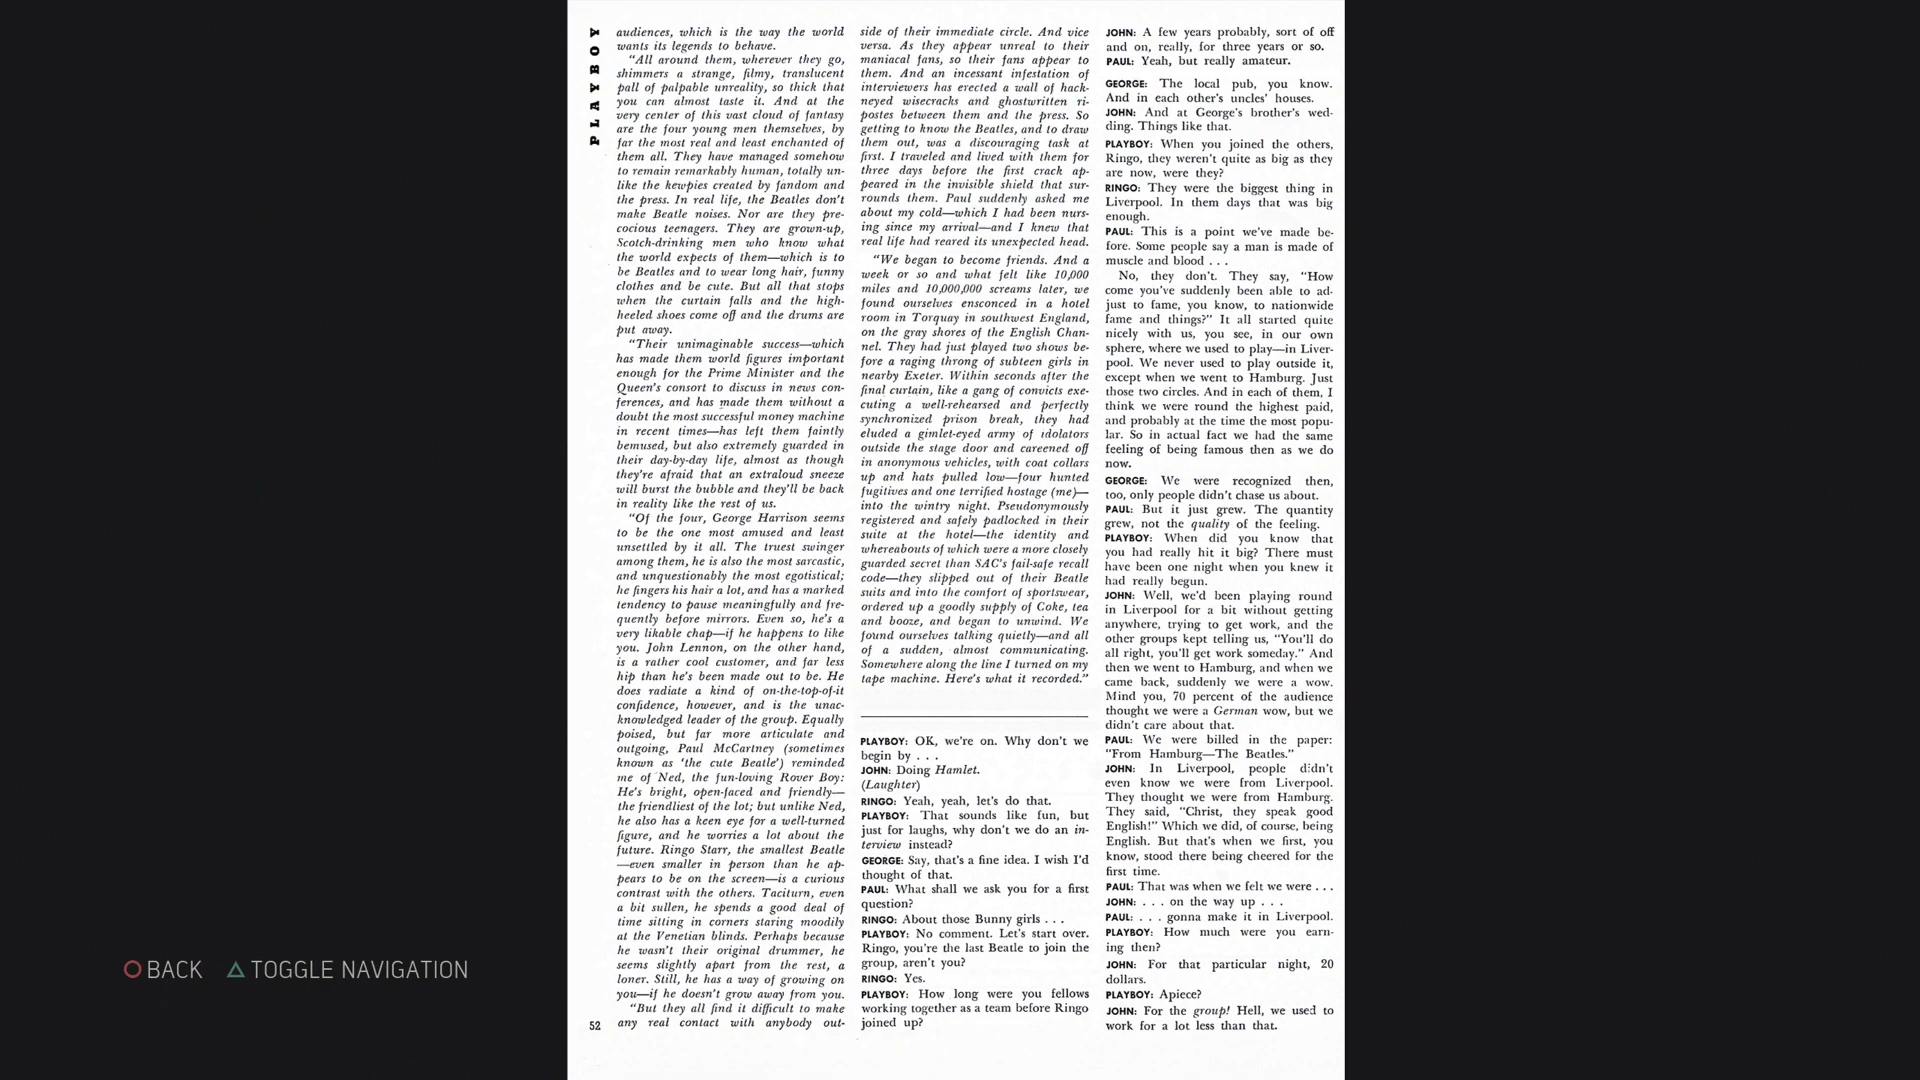 PLAYBOY
audiences, which is the way the world
wants its legends to behave.
"All around them, wherever they go,
shimmers a strange, filmy, translucent
pall of palpable unreality, so thick that
you can almost taste it. And at the
very center of this vast cloud of fantasy
are the four young men themselves, by
far the most real and least enchanted of
them all. They have managed somehow
to remain remarkably human, totally un-
like the kewpies created by fandom and
the press. In real life, the Beatles don't
make Beatle noises. Nor are they pre-
cocious teenagers. They are grown-up,
Scotch-drinking men who know what
the world expects of them—which is to
be Beatles and to wear long hair, funny
clothes and be cute. But all that stops
when the curtain falls and the high-
heeled shoes come off and the drums are
put away.
"Their unimaginable success—which
has made them world figures important
enough for the Prime Minister and the
Queen's consort to discuss in news con-
ferences, and has made them without a
doubt the most successful money machine
in recent times—has left them faintly
bemused, but also extremely guarded in
their day-by-day life, almost as though
they're afraid that an extraloud sneeze
will burst the bubble and they'll be back
in reality like the rest of us.
"Of the four, George Harrison seems
to be the one most amused and least
unsettled by it all. The truest swinger
among them, he is also the most sarcastic,
and unquestionably the most egotistical;
he fingers his hair a lot, and has a marked
tendency to pause meaningfully and fre-
quently before mirrors. Even so, he's a
very likable chap—if he happens to like
you. John Lennon, on the other hand,
is a rather cool customer, and far less
hip than he's been made out to be. He
does radiate a kind of on-the-top-of-it
confidence, however, and is the unac-
knowledged leader of the group. Equally
poised, but far more articulate and
outgoing, Paul McCartney (sometimes
known as 'the cute Beatle') reminded
me of Ned, the fun-loving Rover Boy:
He's bright, open-faced and friendly—
the friendliest of the lot; but unlike Ned,
he also has a keen eye for a well-turned
figure, and he worries a lot about the
future. Ringo Starr, the smallest Beatle
—even smaller in person than he ap-
pears to be on the screen—is a curious
contrast with the others. Taciturn, even
a bit sullen, he spends a good deal of
time sitting in corners staring moodily
at the Venetian blinds. Perhaps because
he wasn't their original drummer, he
seems slightly apart from the rest, a
loner. Still, he has a way of growing on
you—if he doesn't grow away from you.
"But they all find it difficult to make
any real contact with anybody out-
52
side of their immediate circle. And vice
versa. As they appear unreal to their
maniacal fans, so their fans appear to
them. And an incessant infestation of
interviewers has erected a wall of hack-
neyed wisecracks and ghostwritten ri-
postes between them and the press. So
getting to know the Beatles, and to draw
them out, was a discouraging task at
first. I traveled and lived with them for
three days before the first crack ap-
peared in the invisible shield that sur-
rounds them. Paul suddenly asked me
about my cold—which I had been nurs-
ing since my arrival—and I knew that
real life had reared its unexpected head.
"We began to become friends. And a
week or so and what felt like 10,000
miles and 10,000,000 screams later, we
found ourselves ensconced in a hotel
room in Torquay in southwest England,
on the gray shores of the English Chan-
nel. They had just played two shows be-
fore a raging throng of subteen girls in
nearby Exeter. Within seconds after the
final curtain, like a gang of convicts exe-
cuting a well-rehearsed and perfectly
synchronized prison break, they had
eluded a gimlet-eyed army of idolators
outside the stage door and careened off
in anonymous vehicles, with coat collars
up and hats pulled low—four hunted
fugitives and one terrified hostage (me)—
into the wintry night. Pseudonymously
registered and safely padlocked in their
suite at the hotel—the identity and
whereabouts of which were a more closely
guarded secret than SAC's fail-safe recall
code—they slipped out of their Beatle
suits and into the comfort of sportswear,
ordered up a goodly supply of Coke, tea
and booze, and began to unwind. We
found ourselves talking quietly—and all
of a sudden, almost communicating.
Somewhere along the line I turned on my
tape machine. Here's what it recorded."
PLAYBOY: OK, we're on. Why don't we
begin by . . .
JOHN: Doing Hamlet.
(Laughter)
RINGO: Yeah, yeah, let's do that.
PLAYBOY: That sounds like fun, but
just for laughs, why don't we do an in-
terview instead?
GEORGE: Say, that's a fine idea. I wish I'd
thought of that.
PAUL: What shall we ask you for a first
question?
RINGO: About those Bunny girls . . .
PLAYBOY: No comment. Let's start over.
Ringo, you're the last Beatle to join the
group, aren't you?
RINGO: Yes.
PLAYBOY: How long were you fellows
working together as a team before Ringo
joined up?
JOHN: A few years probably, sort of off
and on, really, for three years or so.
PAUL: Yeah, but really amateur.
GEORGE: The local pub, you know.
And in each other's uncles' houses.
JOHN: And at George's brother's wed-
ding. Things like that.
PLAYBOY: When you joined the others,
Ringo, they weren't quite as big as they
are now, were they?
RINGO: They were the biggest thing in
Liverpool. In them days that was big
enough.
PAUL: This is a point we've made be-
fore. Some people say a man is made of
muscle and blood . . .
No, they don't. They say, "How
come you've suddenly been able to ad-
just to fame, you know, to nationwide
fame and things?" It all started quite
nicely with us, you see, in our own
sphere, where we used to play—in Liver-
pool. We never used to play outside it,
except when we went to Hamburg. Just
those two circles. And in each of them, I
think we were round the highest paid,
and probably at the time the most popu-
lar. So in actual fact we had the same
feeling of being famous then as we do
now.
GEORGE: We were recognized then,
too, only people didn't chase us about.
PAUL: But it just grew. The quantity
grew, not the quality of the feeling.
PLAYBOY: When did you know that
you had really hit it big? There must
have been one night when you knew it
had really begun.
JOHN: Well, we'd been playing round
in Liverpool for a bit without getting
anywhere, trying to get work, and the
other groups kept telling us, "You'll do
all right, you'll get work someday." And
then we went to Hamburg, and when we
came back, suddenly we were a wow.
Mind you, 70 percent of the audience
thought we were a German wow, but we
didn't care about that.
PAUL: We were billed in the paper:
"From Hamburg—The Beatles."
JOHN: In Liverpool, people didn't
even know we were from Liverpool.
They thought we were from Hamburg.
They said, "Christ, they speak good
English!" Which we did, of course, being
English. But that's when we first, you
know, stood there being cheered for the
first time.
PAUL: That was when we felt we were . . .
JOHN: . . . on the way up . . .
PAUL: . . . gonna make it in Liverpool.
PLAYBOY: How much were you earn-
ing then?
JOHN: For that particular night, 20
dollars.
PLAYBOY: Apiece?
JOHN: For the group! Hell, we used to
work for a lot less than that.
BACK TOGGLE NAVIGATION